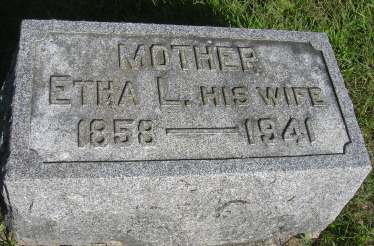 MOTHER
ETHA L. HIS WIFE
1858 — 1941